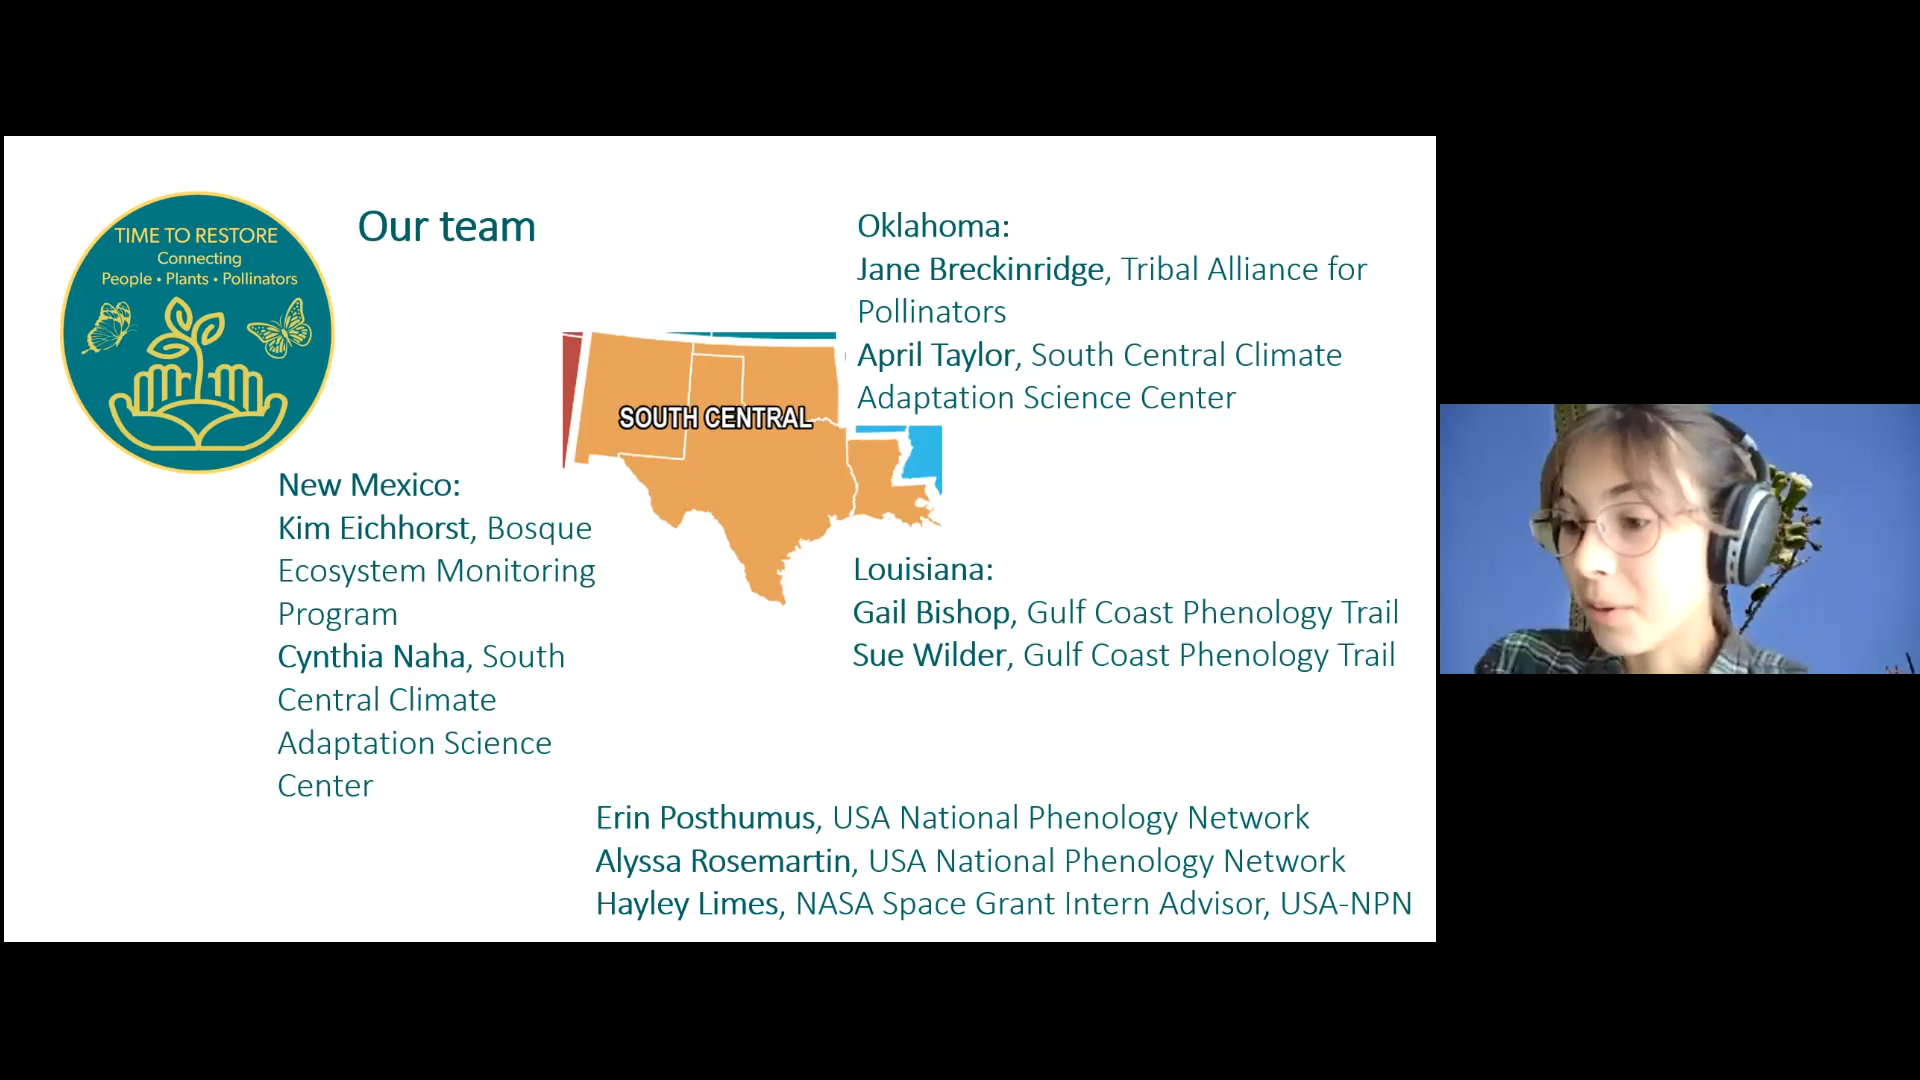 TIME TO RESTORE
Connecting
People • Plants • Pollinators
Our team
Oklahoma:
Jane Breckinridge, Tribal Alliance for
Pollinators
April Taylor, South Central Climate
Adaptation Science Center
SOUTH CENTRAL
New Mexico:
Kim Eichhorst, Bosque
Ecosystem Monitoring
Program
Cynthia Naha, South
Central Climate
Adaptation Science
Center
Louisiana:
Gail Bishop, Gulf Coast Phenology Trail
Sue Wilder, Gulf Coast Phenology Trail
Erin Posthumus, USA National Phenology Network
Alyssa Rosemartin, USA National Phenology Network
Hayley Limes, NASA Space Grant Intern Advisor, USA-NPN